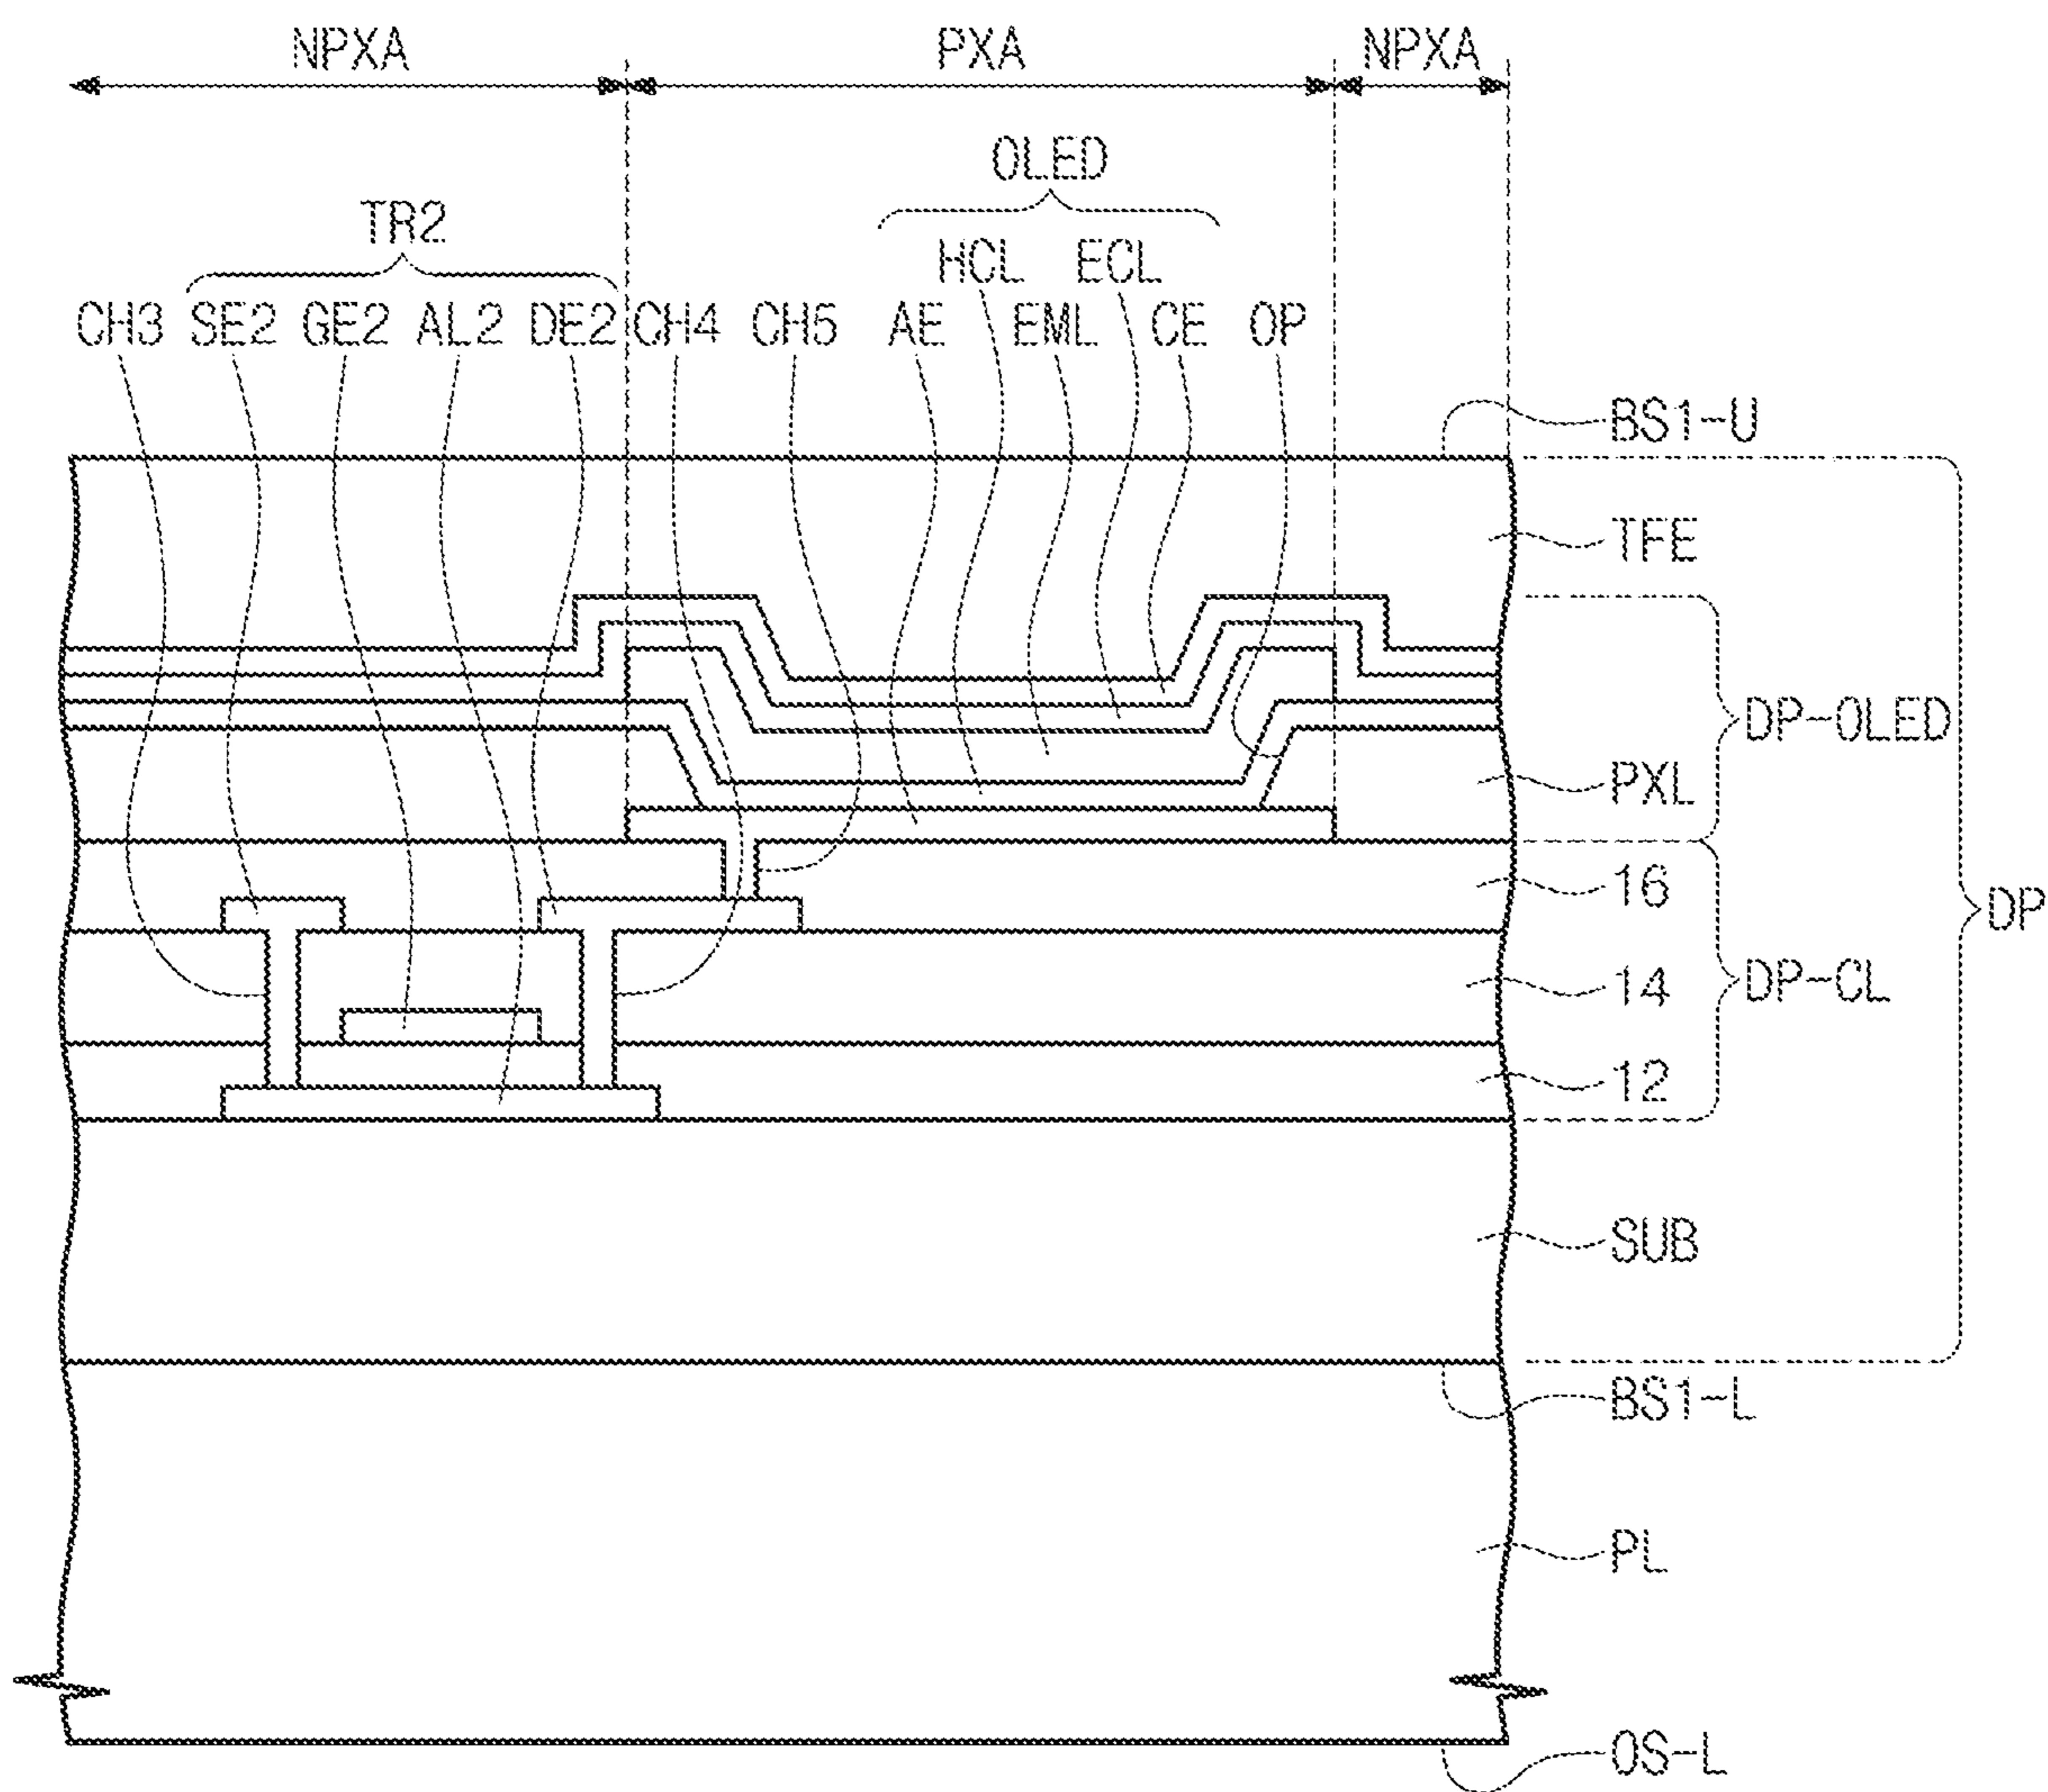 NPXA PXA NPXA
OLED
TR2
HCL ECL
CH3 SE2 GE2 AL2 DE2 CH4 CH5 AE EML CE OP
BS1-U
TFE
DP-OLED
PXL
16
DP
14
DP-CL
12
SUB
BS1-L
PL
OS-L